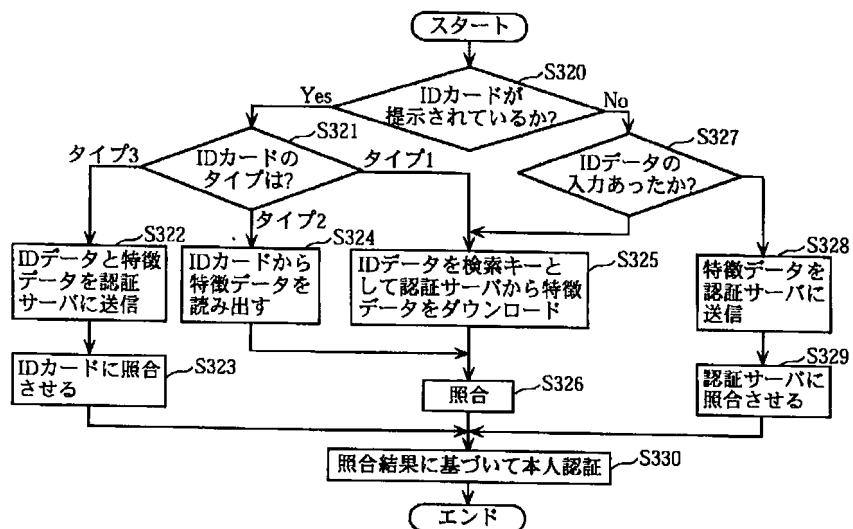 スタート
S320
IDカードが
提示されているか?
Yes
No
S321
IDカードの
タイプは?
タイプ3
タイプ1
タイプ2
S327
IDデータの
入力あったか?
S322
IDデータと特徴
データを認証
サーバに送信
S324
IDカードから
特徴データを
読み出す
S325
IDデータを検索キーと
して認証サーバから特徴
データをダウンロード
S328
特徴データを
認証サーバに
送信
S323
IDカードに照合
させる
S326
照合
S329
認証サーバに
照合させる
S330
照合結果に基づいて本人認証
エンド